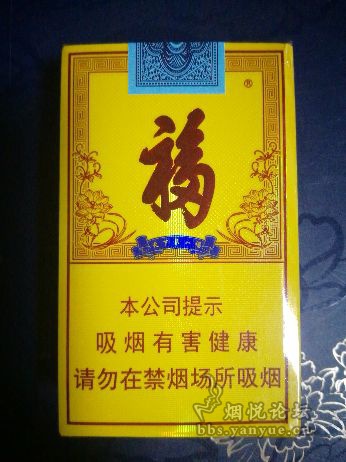 ®
福
本公司提示
吸烟有害健康
请勿在禁烟场所吸烟
烟悦论坛
bbs.yanyue.cn